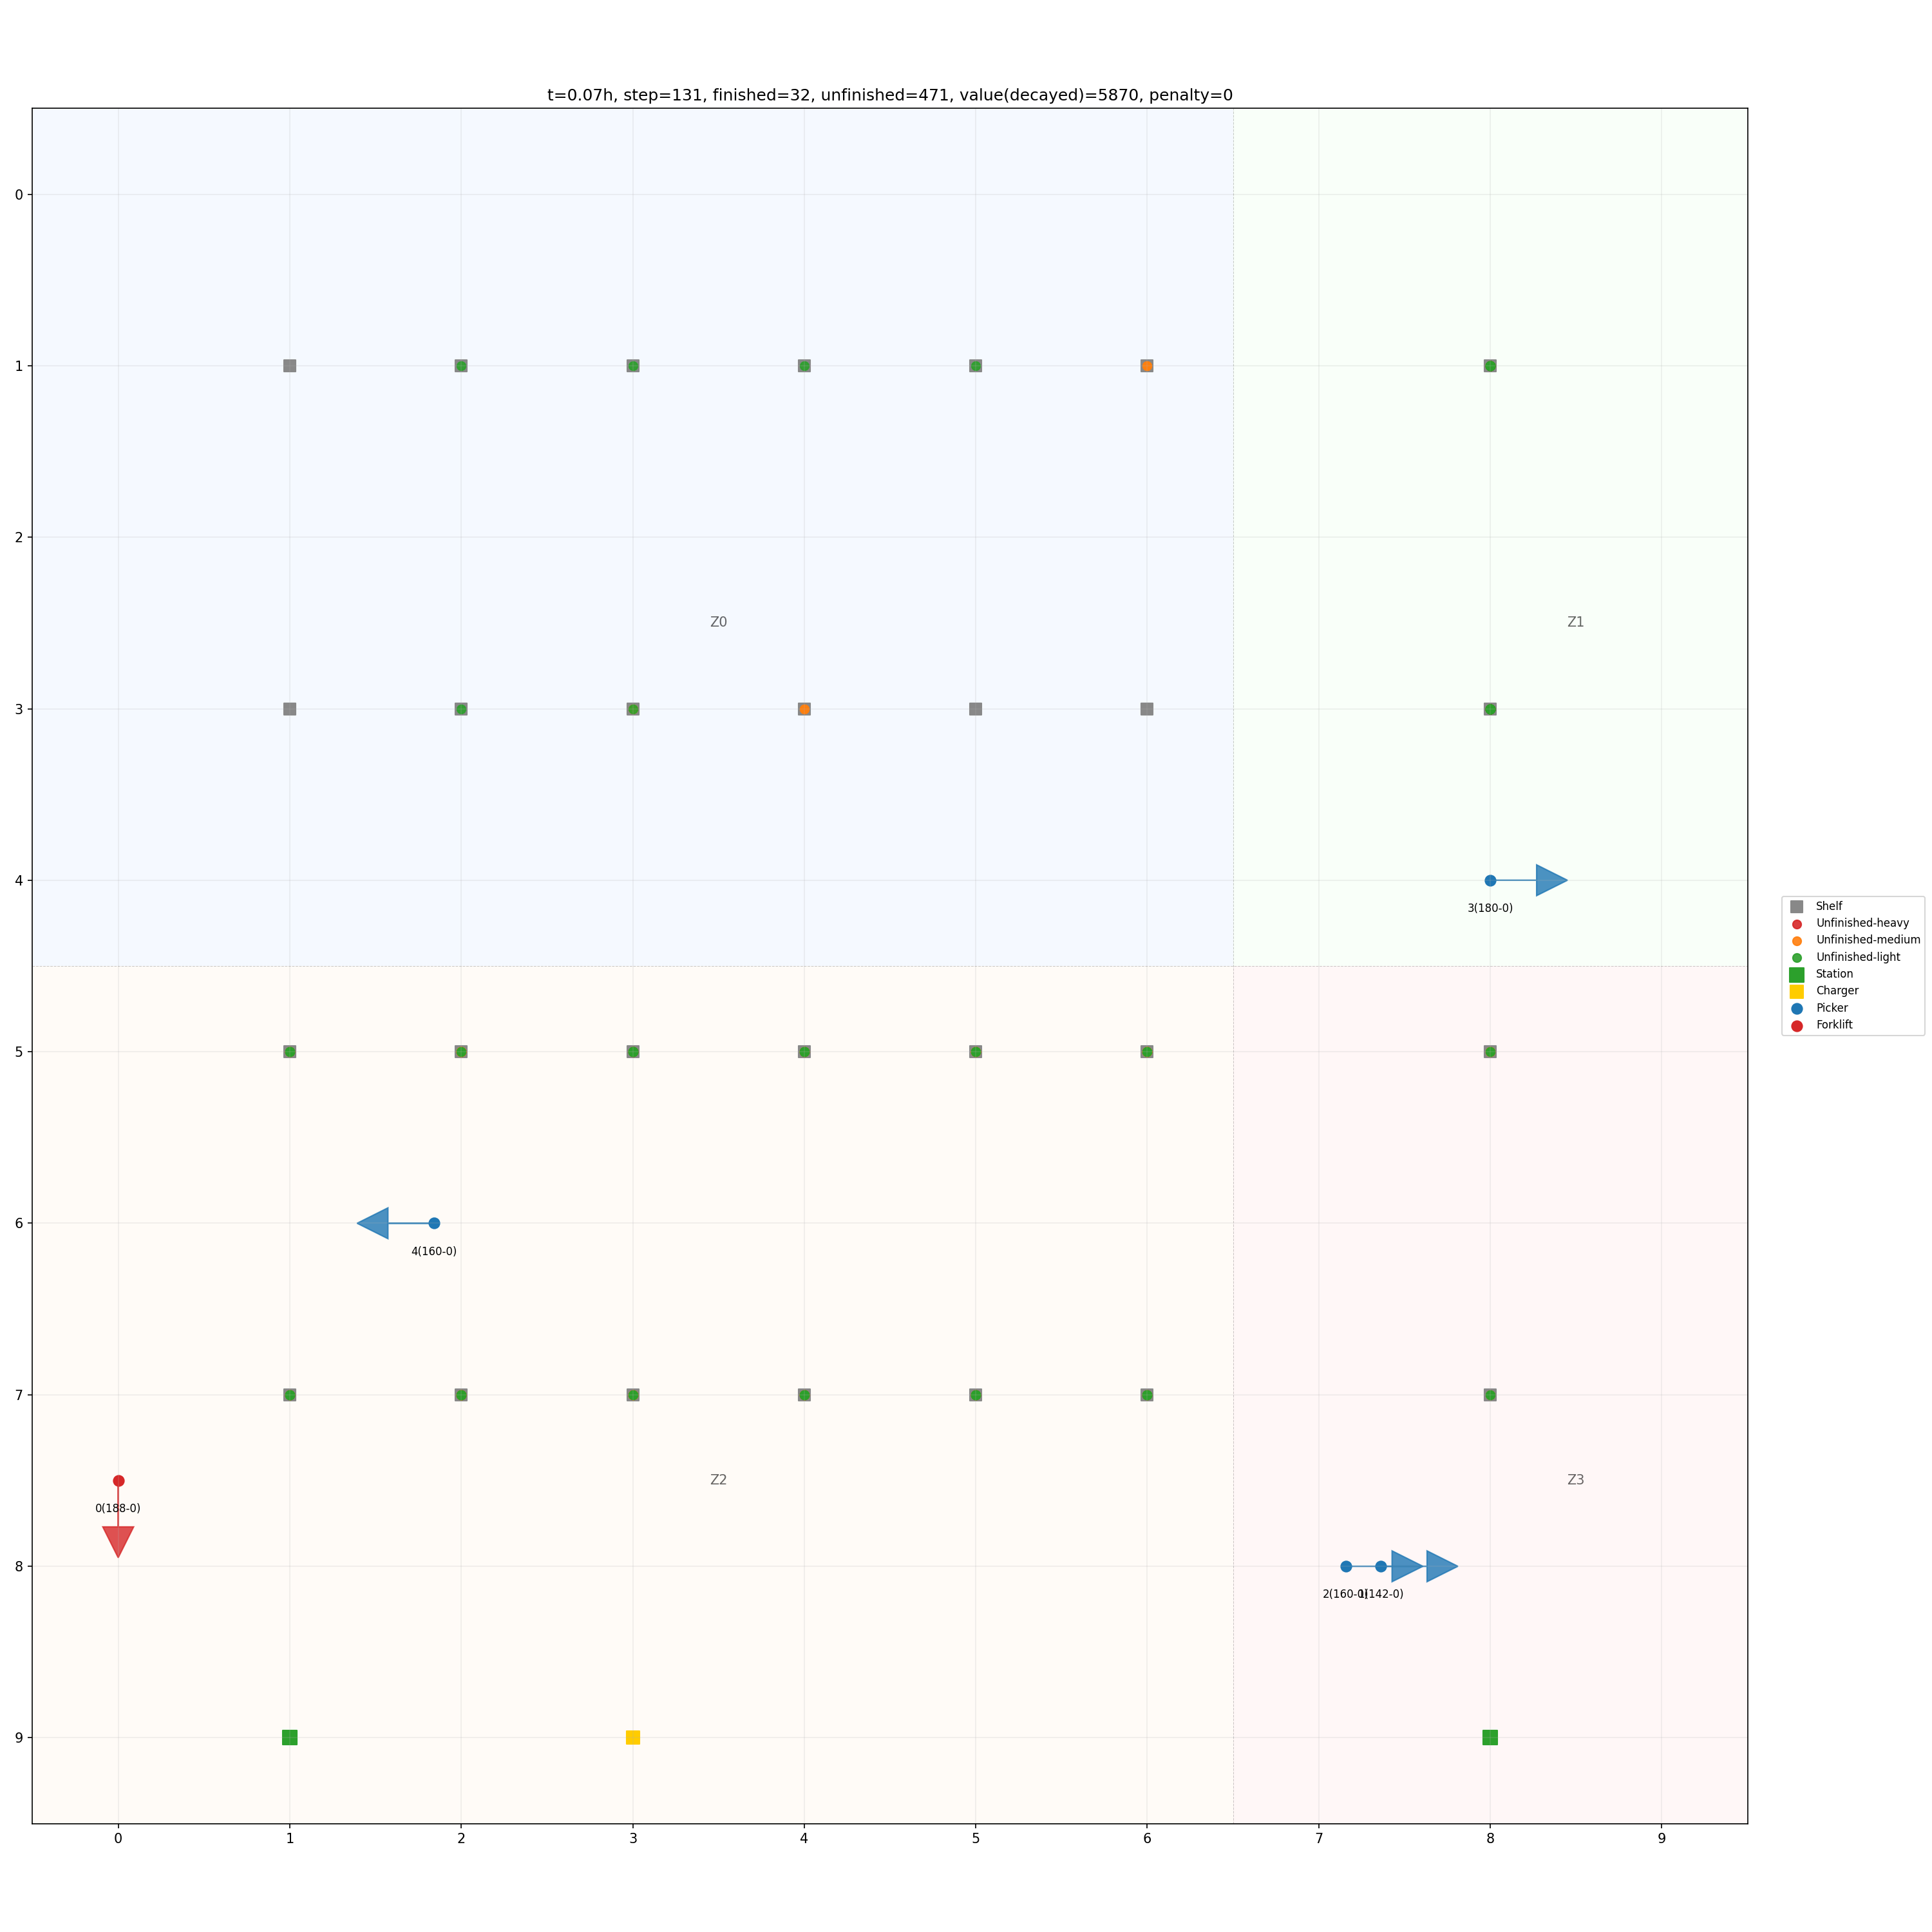 t=0.07h, step=131, finished=32, unfinished=471, value(decayed)=5870, penalty=0
0
1
2
Z0
Z1
3
4
3(180-0)
Shelf
Unfinished-heavy
Unfinished-medium
Unfinished-light
Station
Charger
Picker
Forklift
5
6
4(160-0)
7
Z2
Z3
0(188-0)
8
2(160-0)
1(142-0)
9
0 1 2 3 4 5 6 7 8 9